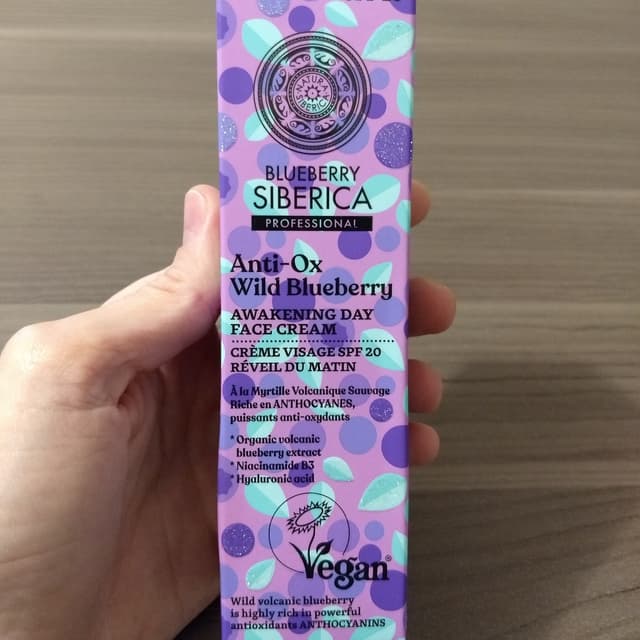 NATURA
SIBERICA
BLUEBERRY
SIBERICA
PROFESSIONAL
Anti-Ox
Wild Blueberry
AWAKENING DAY
FACE CREAM
CRÈME VISAGE SPF 20
RÉVEIL DU MATIN
À la Myrtille Volcanique Sauvage
Riche en ANTHOCYANES,
puissants anti-oxydants
* Organic volcanic
blueberry extract
* Niacinamide B3
* Hyaluronic acid
Vegan®
Wild volcanic blueberry
is highly rich in powerful
antioxidants ANTHOCYANINS